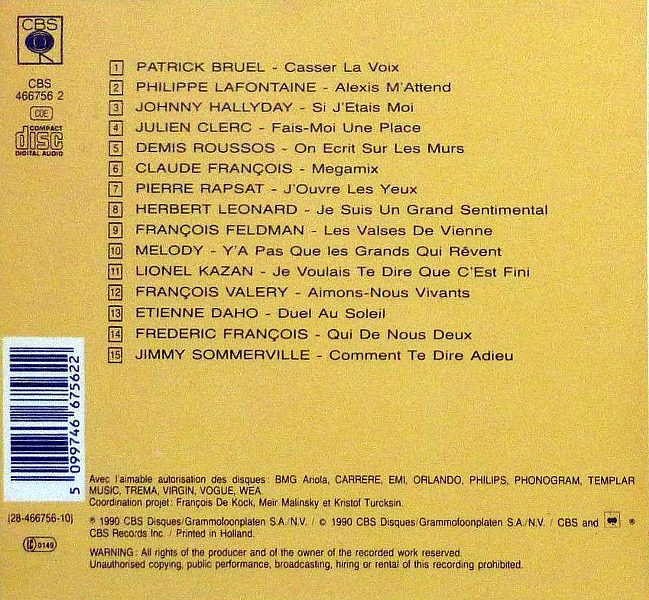 CBS
CBS
466756 2
CDE
COMPACT
disc
DIGITAL AUDIO
1 PATRICK BRUEL - Casser La Voix
2 PHILIPPE LAFONTAINE - Alexis M'Attend
3 JOHNNY HALLYDAY - Si J'Etais Moi
4 JULIEN CLERC - Fais-Moi Une Place
5 DEMIS ROUSSOS - On Ecrit Sur Les Murs
6 CLAUDE FRANÇOIS - Megamix
7 PIERRE RAPSAT - J'Ouvre Les Yeux
8 HERBERT LEONARD - Je Suis Un Grand Sentimental
9 FRANÇOIS FELDMAN - Les Valses De Vienne
10 MELODY - Y'A Pas Que les Grands Qui Rêvent
11 LIONEL KAZAN - Je Voulais Te Dire Que C'Est Fini
12 FRANÇOIS VALERY - Aimons-Nous Vivants
13 ETIENNE DAHO - Duel Au Soleil
14 FREDERIC FRANÇOIS - Qui De Nous Deux
15 JIMMY SOMMERVILLE - Comment Te Dire Adieu
5 099746 675622
Avec l'aimable autorisation des disques: BMG Ariola, CARRERE, EMI, ORLANDO, PHILIPS, PHONOGRAM, TEMPLAR
MUSIC, TREMA, VIRGIN, VOGUE, WEA.
Coordination projet: François De Kock, Meir Malinsky et Kristof Turcksin.
(28-466756-10)
℗ 1990 CBS Disques/Grammofoonplaten S.A./N.V. / © 1990 CBS Disques/Grammofoonplaten S.A./N.V. / CBS and ®
CBS Records Inc. / Printed in Holland.
LC 0149
WARNING: All rights of the producer and of the owner of the recorded work reserved.
Unauthorised copying, public performance, broadcasting, hiring or rental of this recording prohibited.